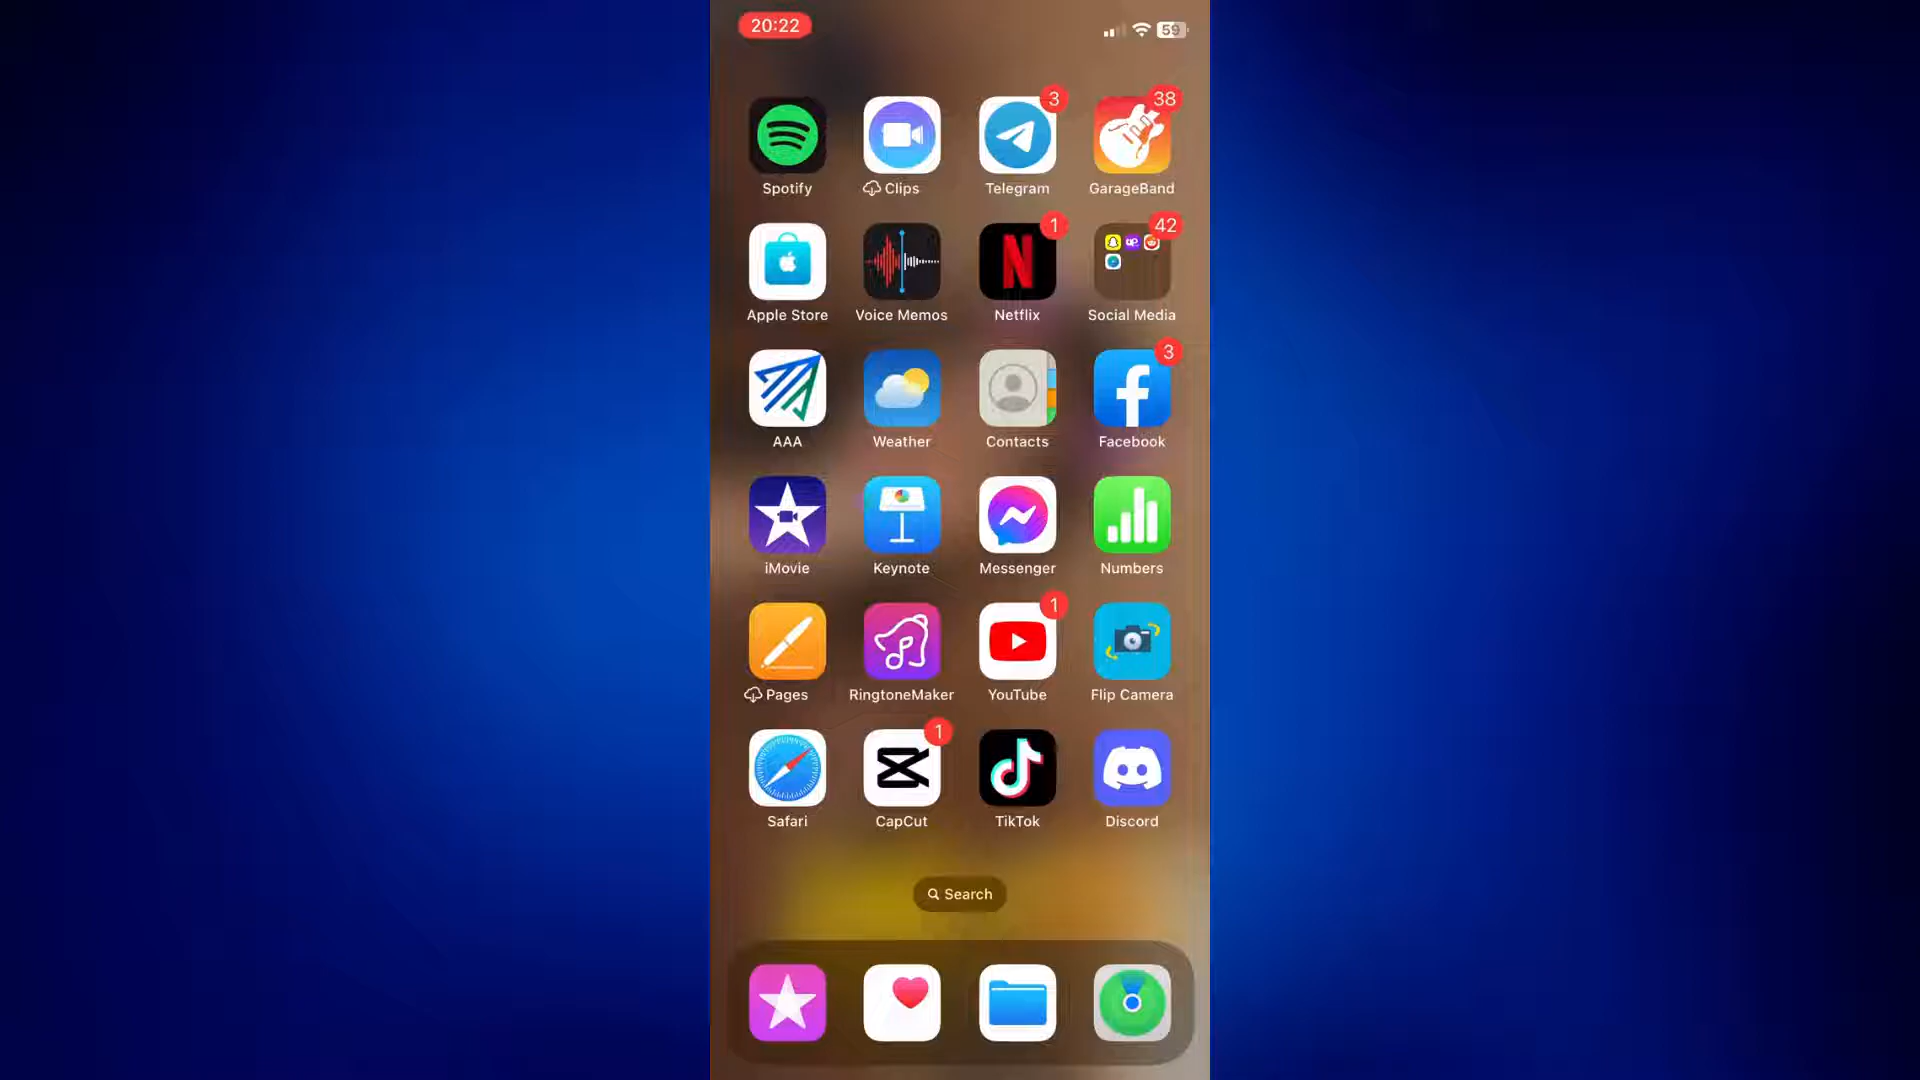 20:22
59
3
38
Spotify
Clips
Telegram
GarageBand
1
42
UP
Apple Store
Voice Memos
Netflix
Social Media
3
AAA
Weather
Contacts
Facebook
iMovie
Keynote
Messenger
Numbers
1
Pages
RingtoneMaker
YouTube
Flip Camera
1
Safari
CapCut
TikTok
Discord
Search